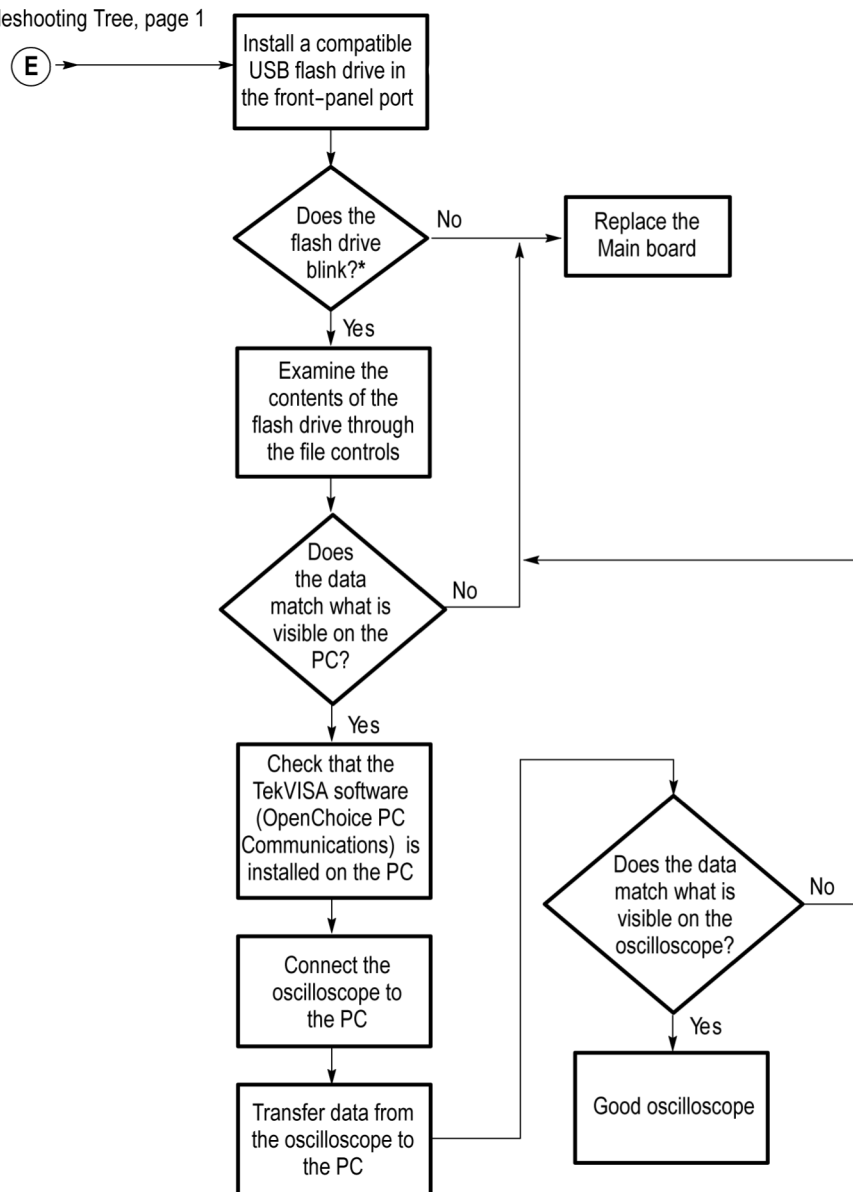 leshooting Tree, page 1
E
Install a compatible
USB flash drive in
the front-panel port
Does the
flash drive
blink?*
No
Replace the
Main board
Yes
Examine the
contents of the
flash drive through
the file controls
Does
the data
match what is
visible on the
PC?
No
Yes
Check that the
TekVISA software
(OpenChoice PC
Communications) is
installed on the PC
Connect the
oscilloscope to
the PC
Transfer data from
the oscilloscope to
the PC
Does the data
match what is
visible on the
oscilloscope?
No
Yes
Good oscilloscope